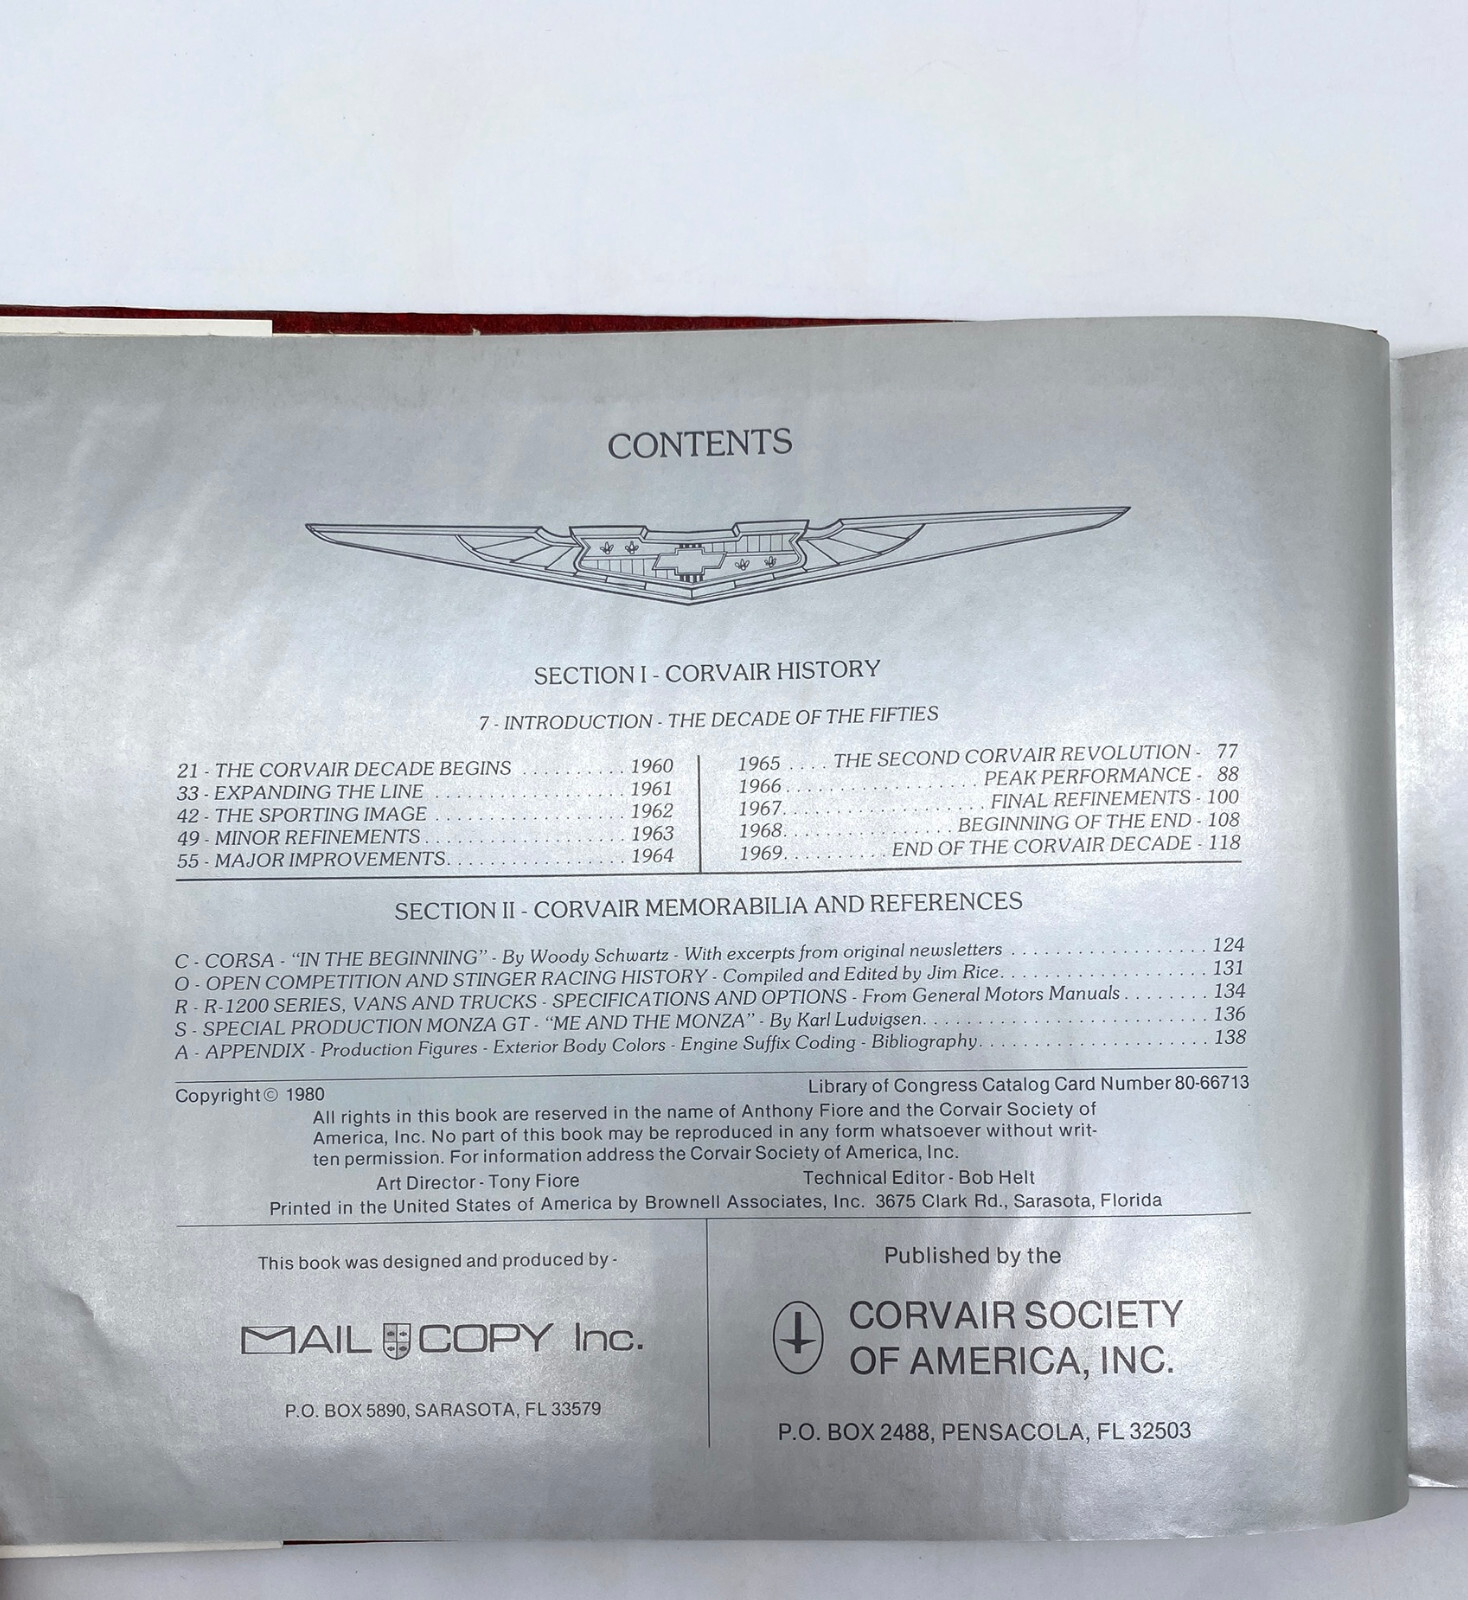 CONTENTS
SECTION I - CORVAIR HISTORY
7 - INTRODUCTION - THE DECADE OF THE FIFTIES
21 - THE CORVAIR DECADE BEGINS .......... 1960
33 - EXPANDING THE LINE .................. 1961
42 - THE SPORTING IMAGE .................. 1962
49 - MINOR REFINEMENTS................... 1963
55 - MAJOR IMPROVEMENTS................. 1964
1965 .... THE SECOND CORVAIR REVOLUTION - 77
1966................... PEAK PERFORMANCE - 88
1967................... FINAL REFINEMENTS - 100
1968................ BEGINNING OF THE END - 108
1969.......... END OF THE CORVAIR DECADE - 118
SECTION II - CORVAIR MEMORABILIA AND REFERENCES
C - CORSA - “IN THE BEGINNING” - By Woody Schwartz - With excerpts from original newsletters .................. 124
O - OPEN COMPETITION AND STINGER RACING HISTORY - Compiled and Edited by Jim Rice................... 131
R - R-1200 SERIES, VANS AND TRUCKS - SPECIFICATIONS AND OPTIONS - From General Motors Manuals ........ 134
S - SPECIAL PRODUCTION MONZA GT - “ME AND THE MONZA” - By Karl Ludvigsen........................... 136
A - APPENDIX - Production Figures - Exterior Body Colors - Engine Suffix Coding - Bibliography..................... 138
Copyright © 1980 Library of Congress Catalog Card Number 80-66713
All rights in this book are reserved in the name of Anthony Fiore and the Corvair Society of
America, Inc. No part of this book may be reproduced in any form whatsoever without writ-
ten permission. For information address the Corvair Society of America, Inc.
Art Director - Tony Fiore Technical Editor - Bob Helt
Printed in the United States of America by Brownell Associates, Inc. 3675 Clark Rd., Sarasota, Florida
This book was designed and produced by -
MAIL COPY Inc.
P.O. BOX 5890, SARASOTA, FL 33579
Published by the
CORVAIR SOCIETY
OF AMERICA, INC.
P.O. BOX 2488, PENSACOLA, FL 32503